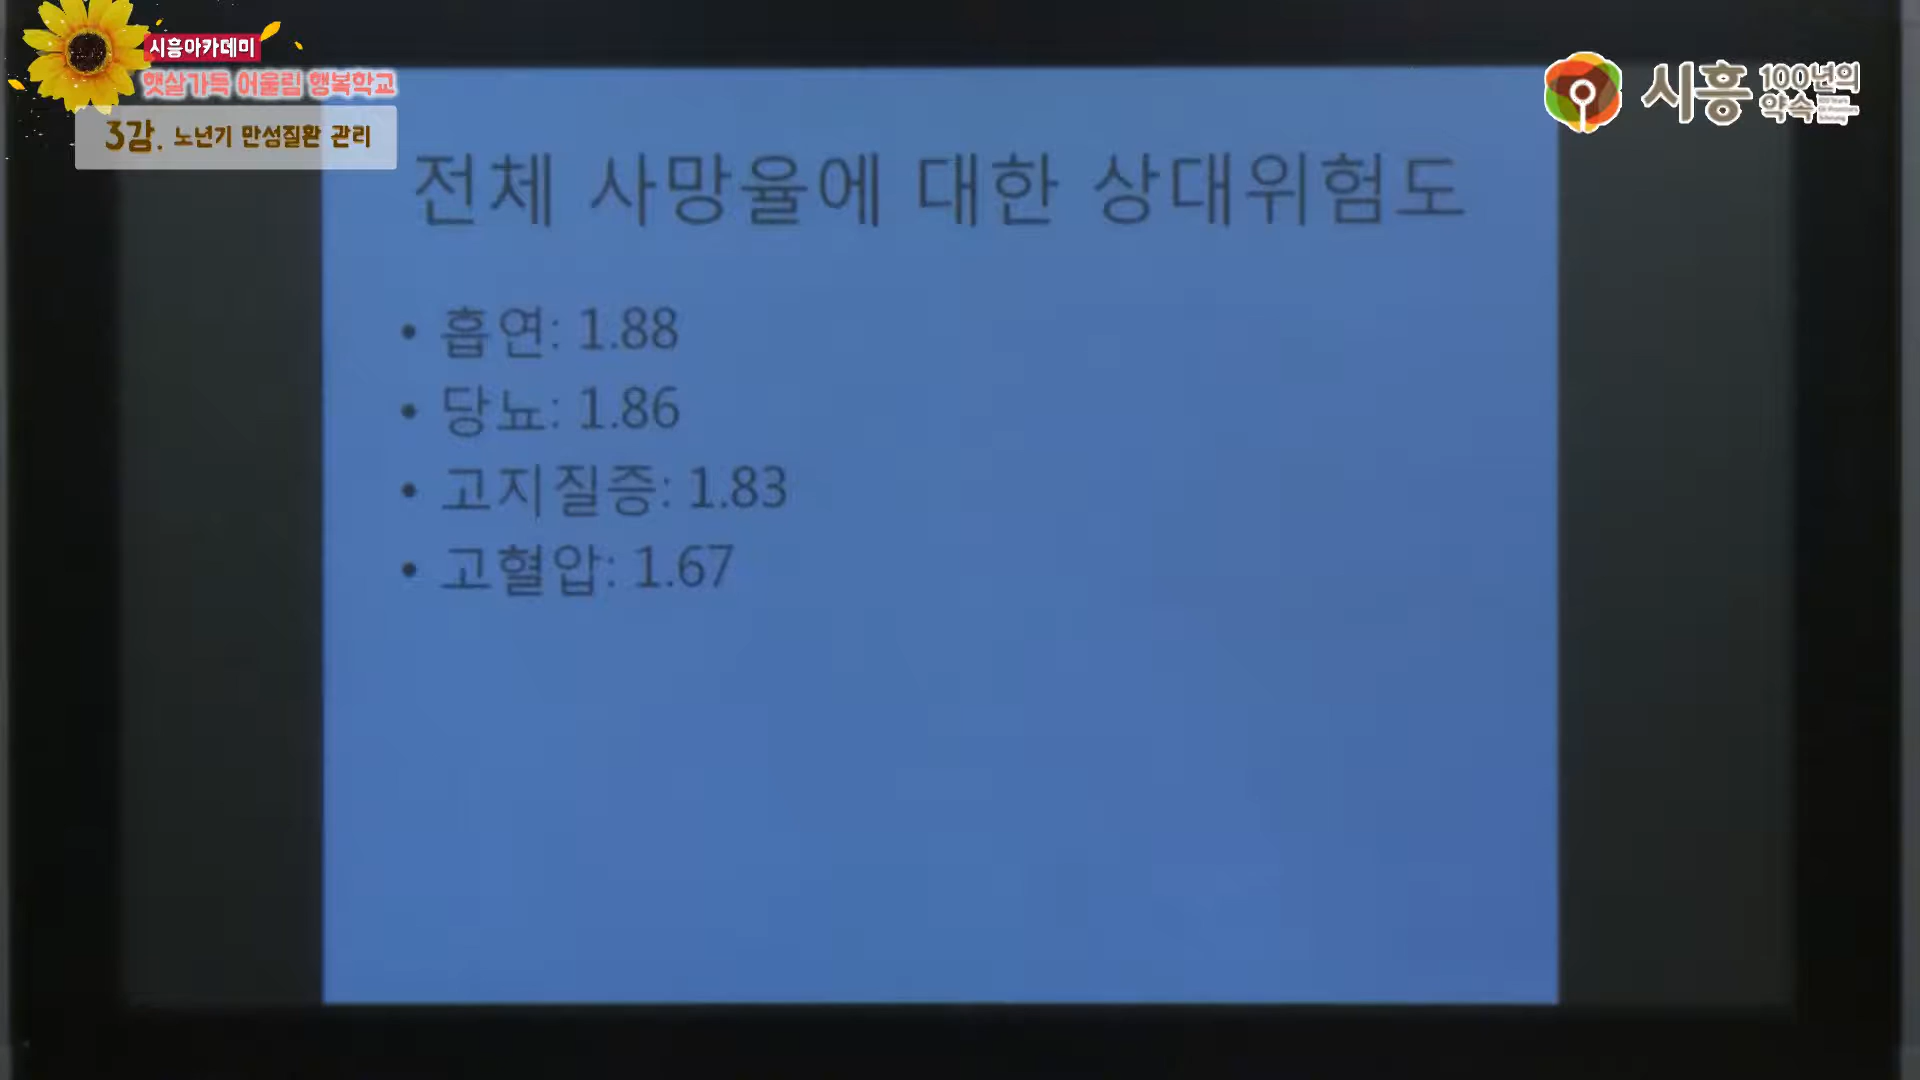 시흥아카데미
햇살가득 어울림 행복학교
3강. 노년기 만성질환 관리
시흥 100년의 약속
전체 사망율에 대한 상대위험도
• 흡연: 1.88
• 당뇨: 1.86
• 고지질증: 1.83
• 고혈압: 1.67